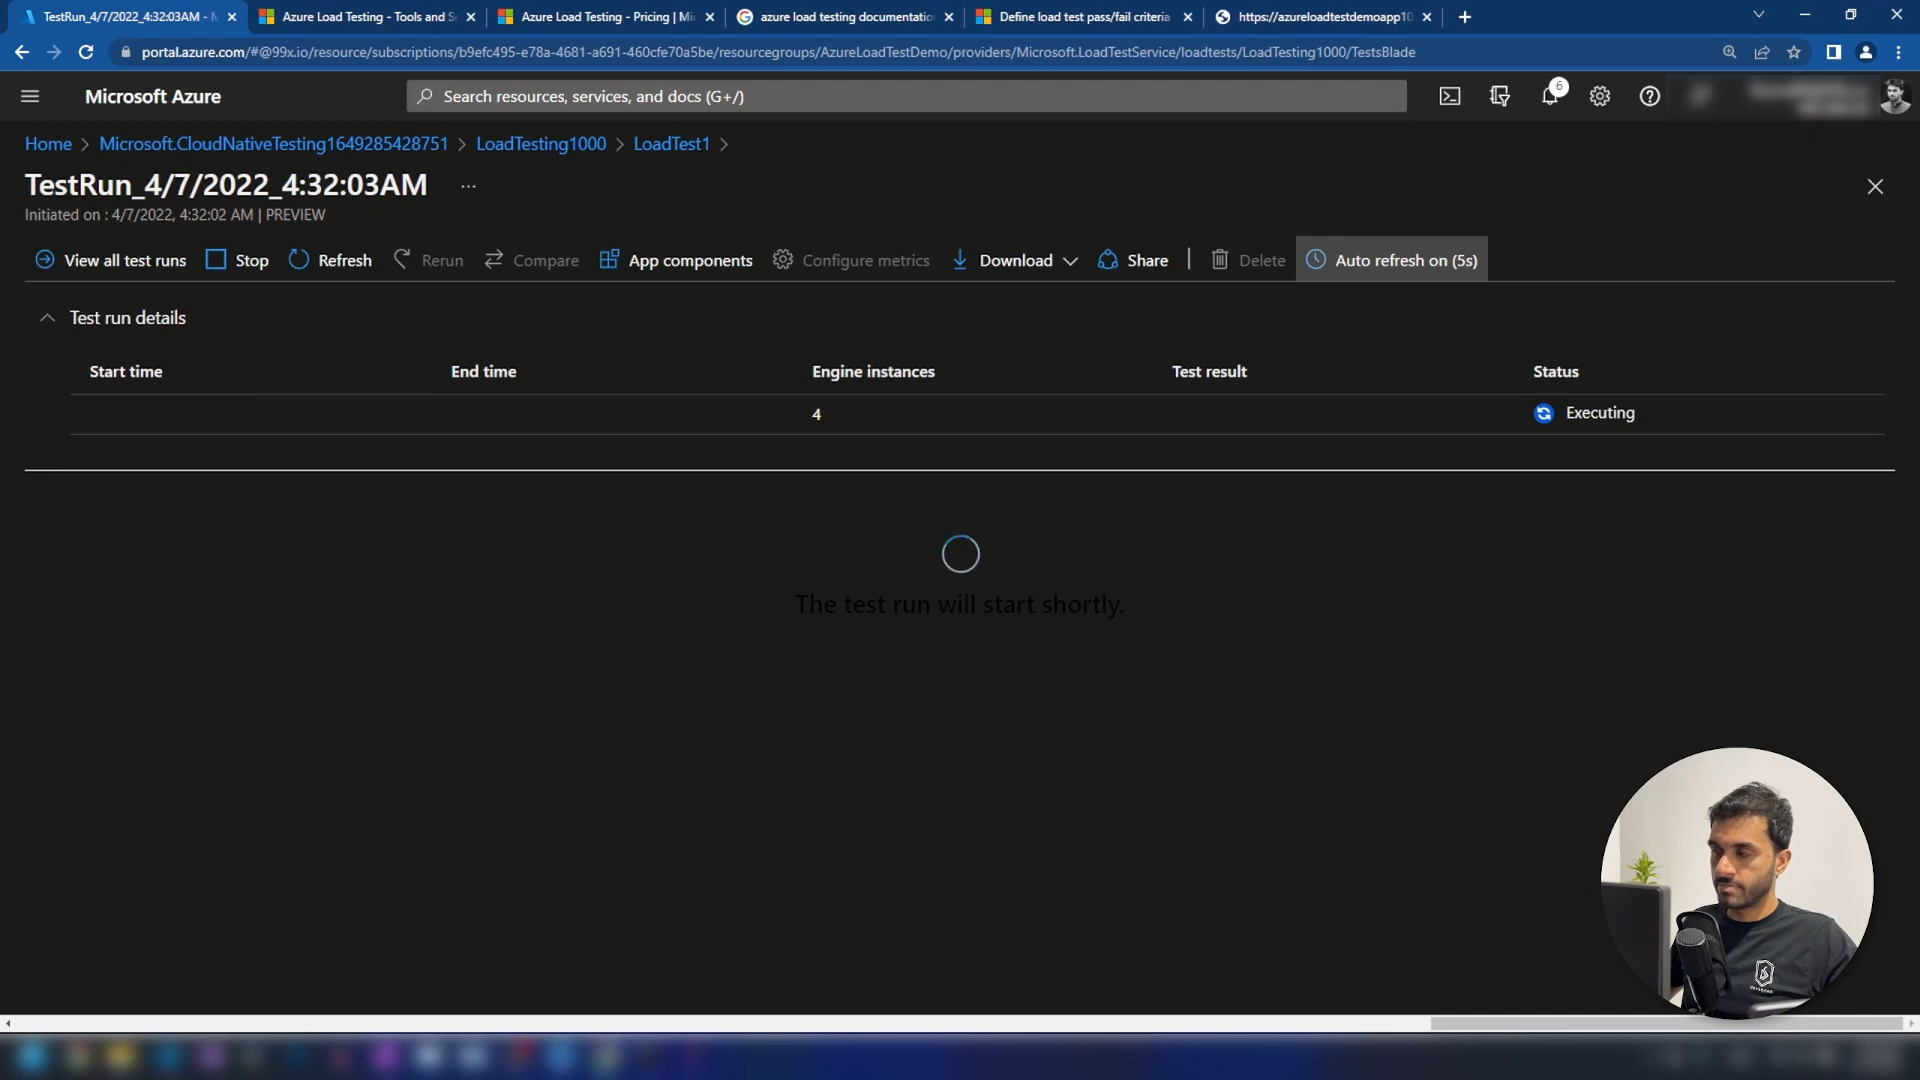 TestRun_4/7/2022_4:32:03AM - M
Azure Load Testing - Tools and Se
Azure Load Testing - Pricing | Mi
azure load testing documentatio
Define load test pass/fail criteria
https://azureloadtestdemoapp10
portal.azure.com/#@99x.io/resource/subscriptions/b9efc495-e78a-4681-a691-460cfe70a5be/resourcegroups/AzureLoadTestDemo/providers/Microsoft.LoadTestService/loadtests/LoadTesting1000/TestsBlade
Microsoft Azure
Search resources, services, and docs (G+/)
6
Home > Microsoft.CloudNativeTesting1649285428751 > LoadTesting1000 > LoadTest1 >
TestRun_4/7/2022_4:32:03AM ...
Initiated on : 4/7/2022, 4:32:02 AM | PREVIEW
View all test runs Stop Refresh Rerun Compare App components Configure metrics Download Share | Delete Auto refresh on (5s)
Test run details
Start time End time Engine instances Test result Status
4 Executing
The test run will start shortly.